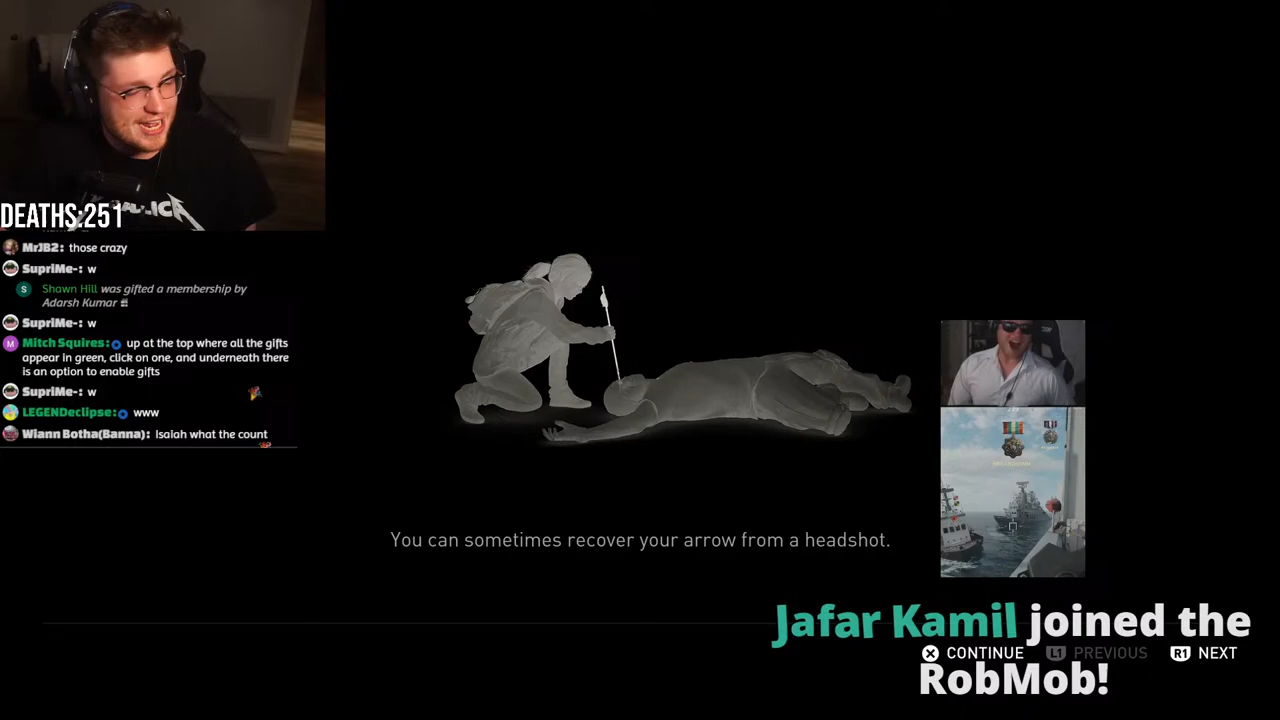 DEATHS:251
MrJB2: those crazy
SupriMe-: w
S Shawn Hill was gifted a membership by
Adarsh Kumar
SupriMe-: w
M Mitch Squires: up at the top where all the gifts
appear in green, click on one, and underneath there
is an option to enable gifts
SupriMe-: w
LEGENDeclipse: www
Wiann Botha(Banna): Isaiah what the count
You can sometimes recover your arrow from a headshot.
Jafar Kamil joined the
RobMob!
CONTINUE L1 PREVIOUS R1 NEXT